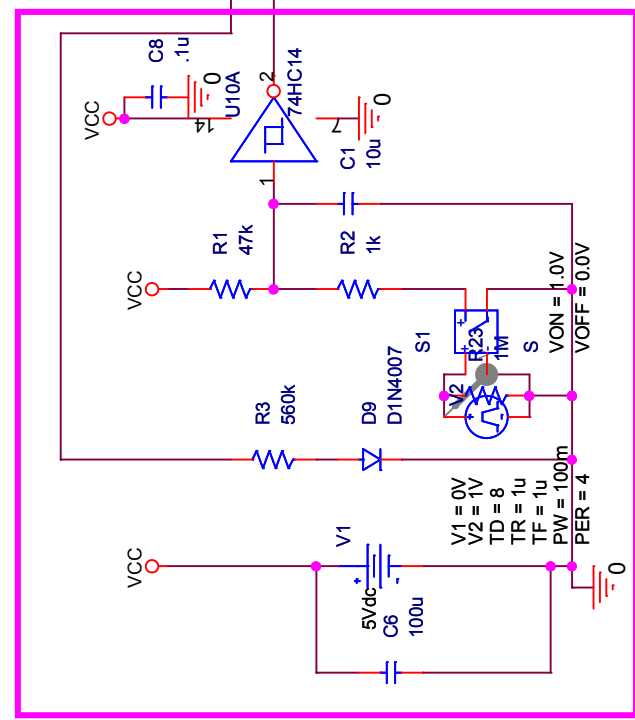 C8
.1u
0
U10A
2
74HC14
VCC
14
7
0
C1
10u
1
R1
47k
R2
1k
VCC
S1
R23
1M
S
VON = 1.0V
VOFF = 0.0V
V2
R3
560k
D9
D1N4007
V1 = 0V
V2 = 1V
TD = 8
TR = 1u
TF = 1u
PW = 100m
PER = 4
VCC
V1
5Vdc
C6
100u
0